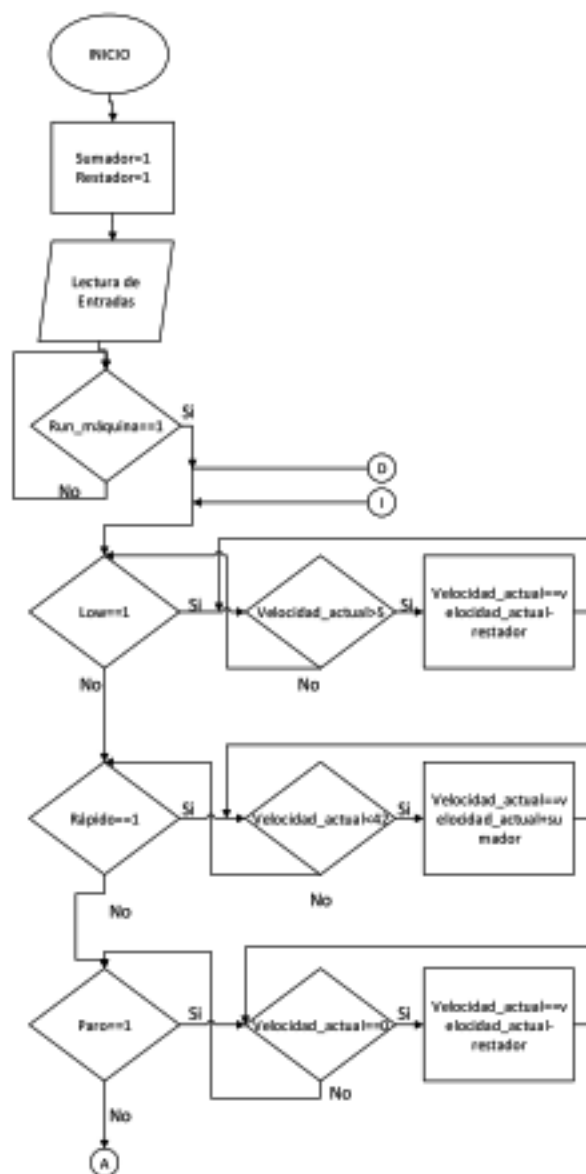 INICIO
Sumador=1
Restador=1
Lectura de
Entradas
Run_máquina==1
Si
No
D
I
Low==1
Si
Velocidad_actual>5
Si
Velocidad_actual==v
elocidad_actual-
restador
No
No
Rápido==1
Si
Velocidad_actual<42
Si
Velocidad_actual==v
elocidad_actual+su
mador
No
No
Paro==1
Si
Velocidad_actual==0
Si
Velocidad_actual==v
elocidad_actual-
restador
No
No
A